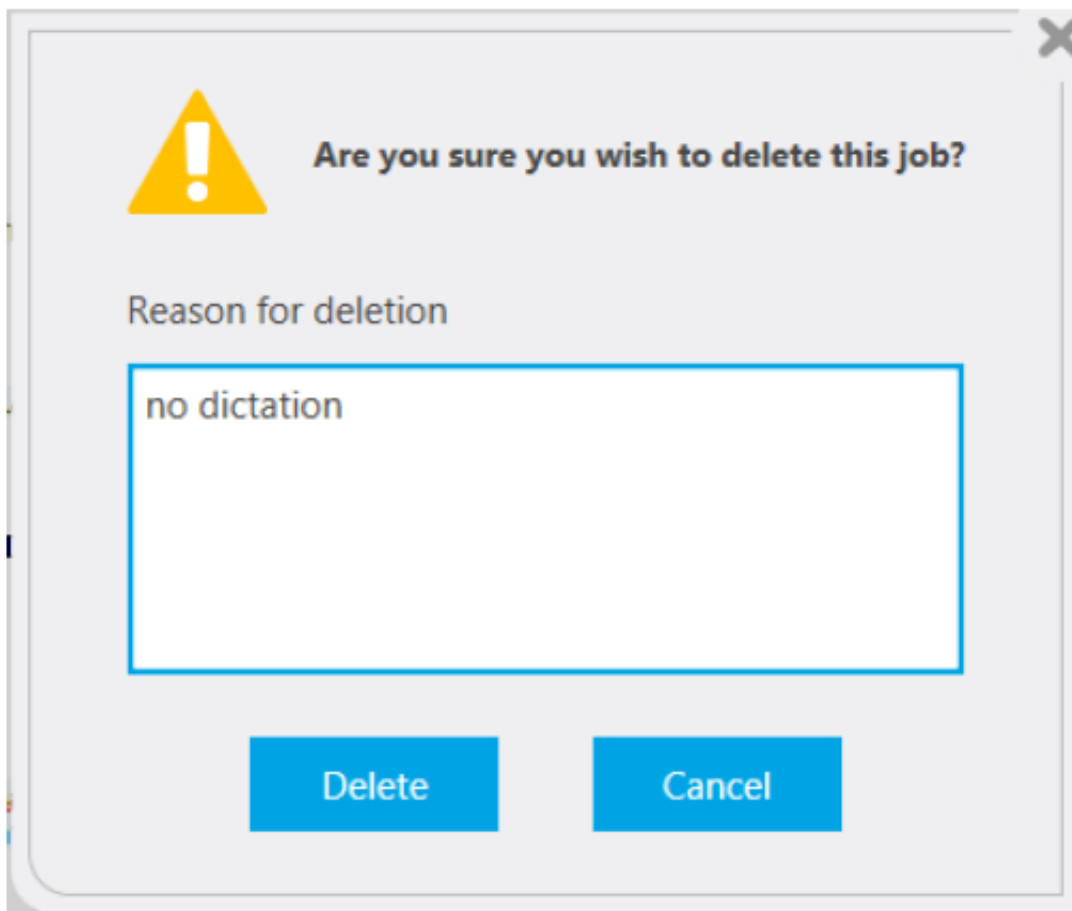 Are you sure you wish to delete this job?
Reason for deletion
no dictation
Delete
Cancel